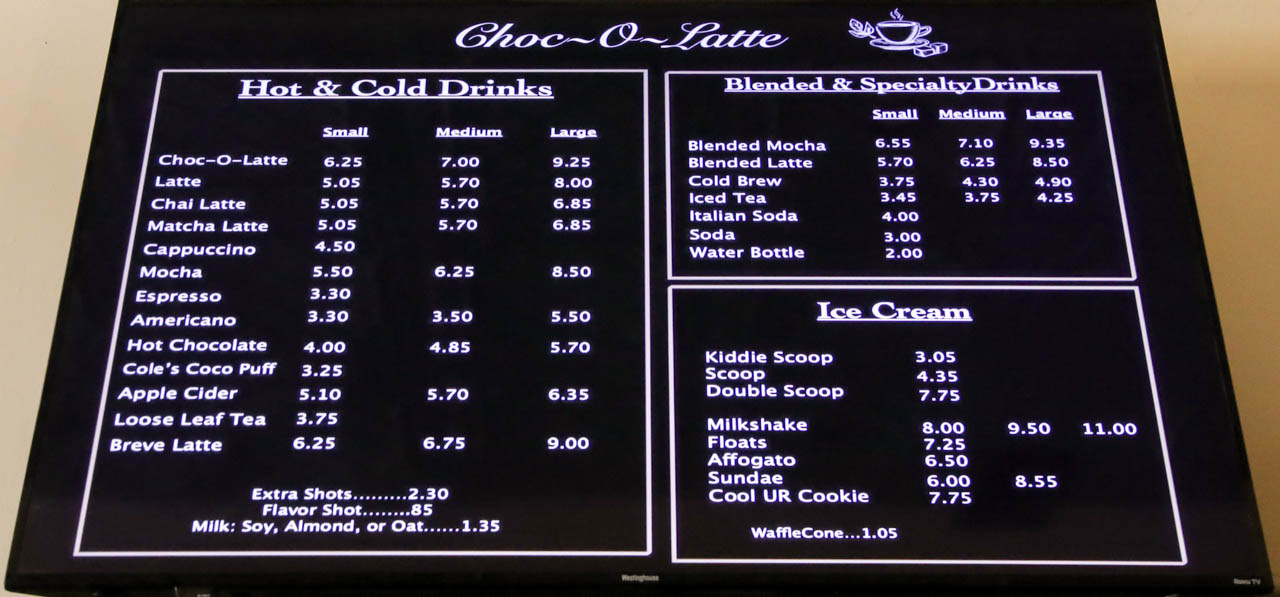 Choc~O~Latte
Hot & Cold Drinks
Small Medium Large
Choc-O-Latte 6.25 7.00 9.25
Latte 5.05 5.70 8.00
Chai Latte 5.05 5.70 6.85
Matcha Latte 5.05 5.70 6.85
Cappuccino 4.50
Mocha 5.50 6.25 8.50
Espresso 3.30
Americano 3.30 3.50 5.50
Hot Chocolate 4.00 4.85 5.70
Cole's Coco Puff 3.25
Apple Cider 5.10 5.70 6.35
Loose Leaf Tea 3.75
Breve Latte 6.25 6.75 9.00
Extra Shots.........2.30
Flavor Shot........85
Milk: Soy, Almond, or Oat......1.35
Blended & SpecialtyDrinks
Small Medium Large
Blended Mocha 6.55 7.10 9.35
Blended Latte 5.70 6.25 8.50
Cold Brew 3.75 4.30 4.90
Iced Tea 3.45 3.75 4.25
Italian Soda 4.00
Soda 3.00
Water Bottle 2.00
Ice Cream
Kiddie Scoop 3.05
Scoop 4.35
Double Scoop 7.75
Milkshake 8.00 9.50 11.00
Floats 7.25
Affogato 6.50
Sundae 6.00 8.55
Cool UR Cookie 7.75
WaffleCone...1.05
Westinghouse
Roku TV